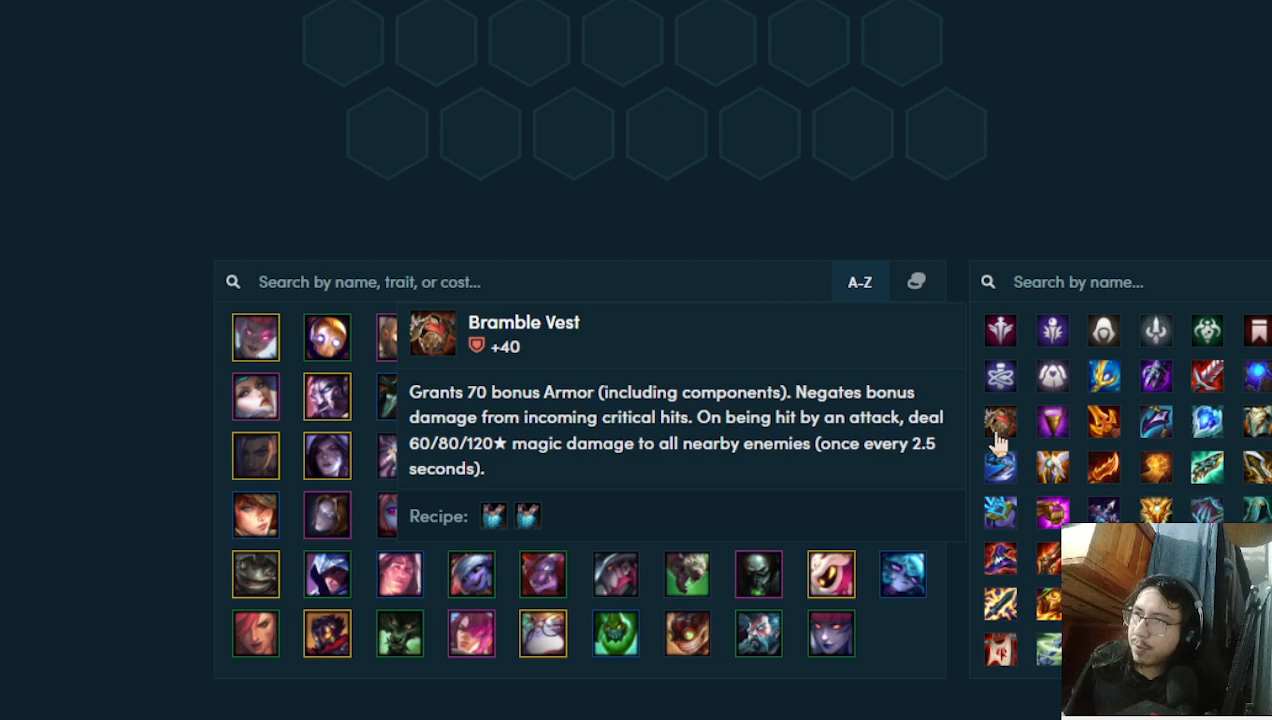 Search by name, trait, or cost...
A-Z
Search by name...
Bramble Vest
+40
Grants 70 bonus Armor (including components). Negates bonus
damage from incoming critical hits. On being hit by an attack, deal
60/80/120★ magic damage to all nearby enemies (once every 2.5
seconds).
Recipe: